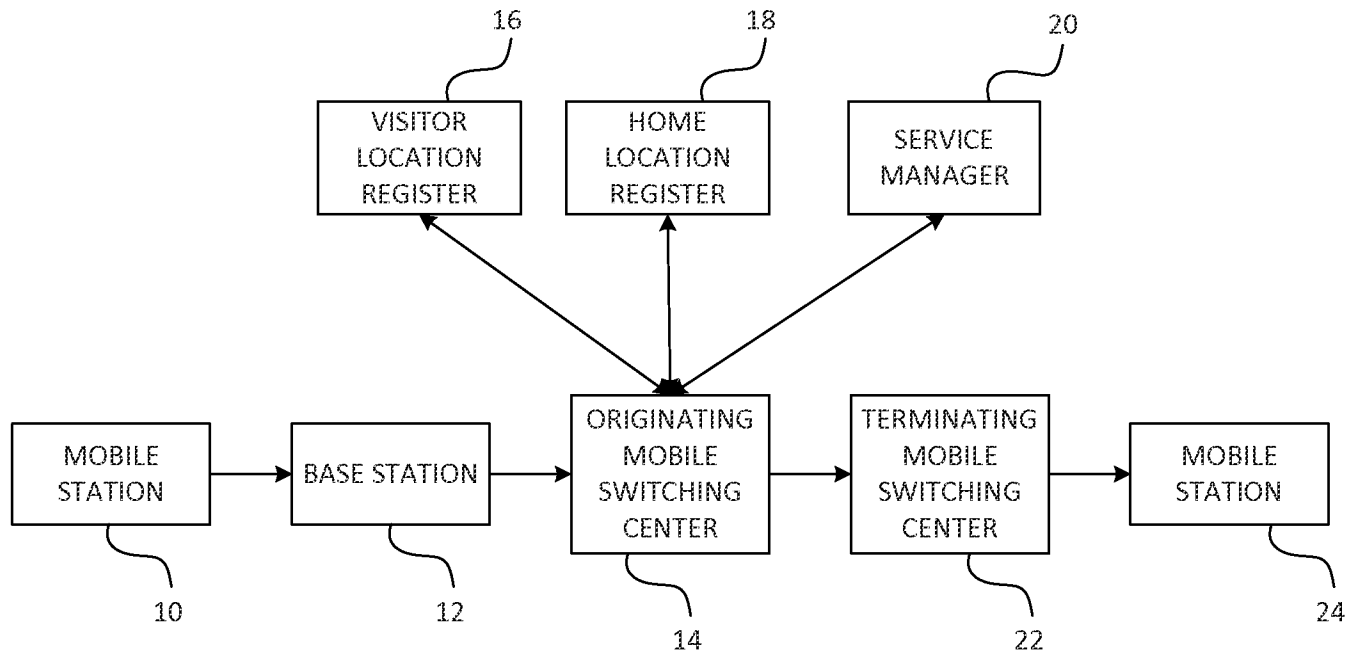 16
18
20
VISITOR
LOCATION
REGISTER
HOME
LOCATION
REGISTER
SERVICE
MANAGER
MOBILE
STATION
BASE STATION
ORIGINATING
MOBILE
SWITCHING
CENTER
TERMINATING
MOBILE
SWITCHING
CENTER
MOBILE
STATION
10
12
14
22
24